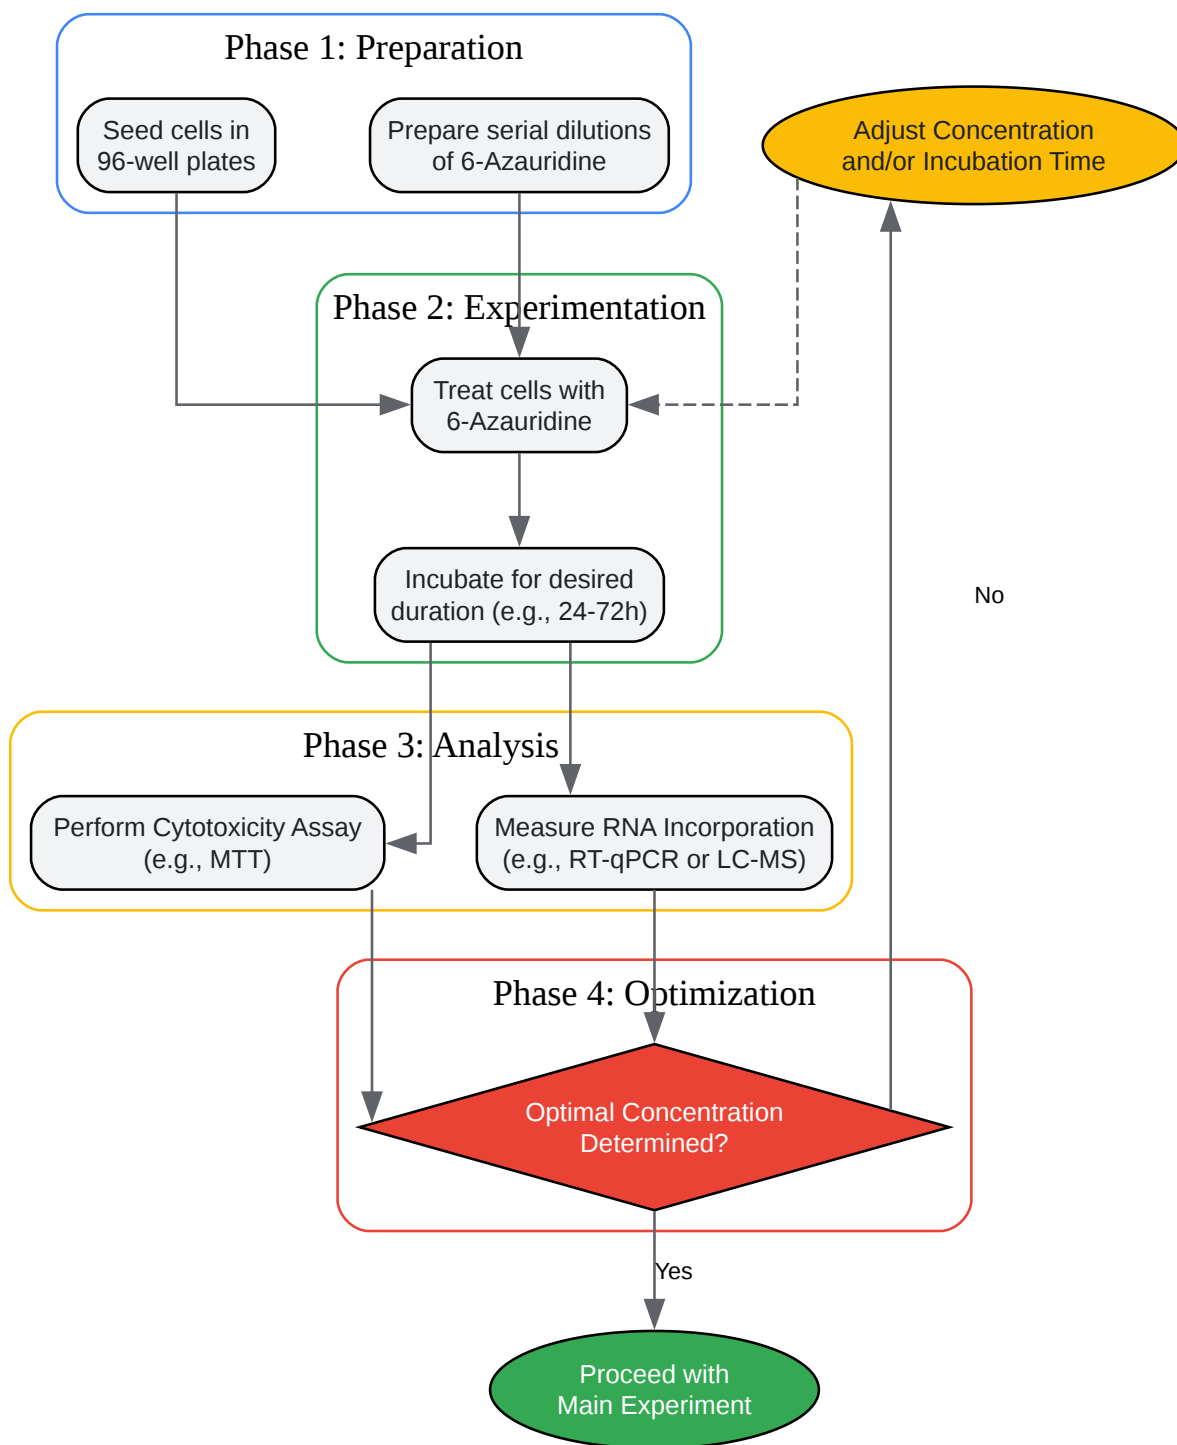 Phase 1: Preparation
Seed cells in
96-well plates
Prepare serial dilutions
of 6-Azauridine
Adjust Concentration
and/or Incubation Time
Phase 2: Experimentation
Treat cells with
6-Azauridine
Incubate for desired
duration (e.g., 24-72h)
No
Phase 3: Analysis
Perform Cytotoxicity Assay
(e.g., MTT)
Measure RNA Incorporation
(e.g., RT-qPCR or LC-MS)
Phase 4: Optimization
Optimal Concentration
Determined?
Yes
Proceed with
Main Experiment